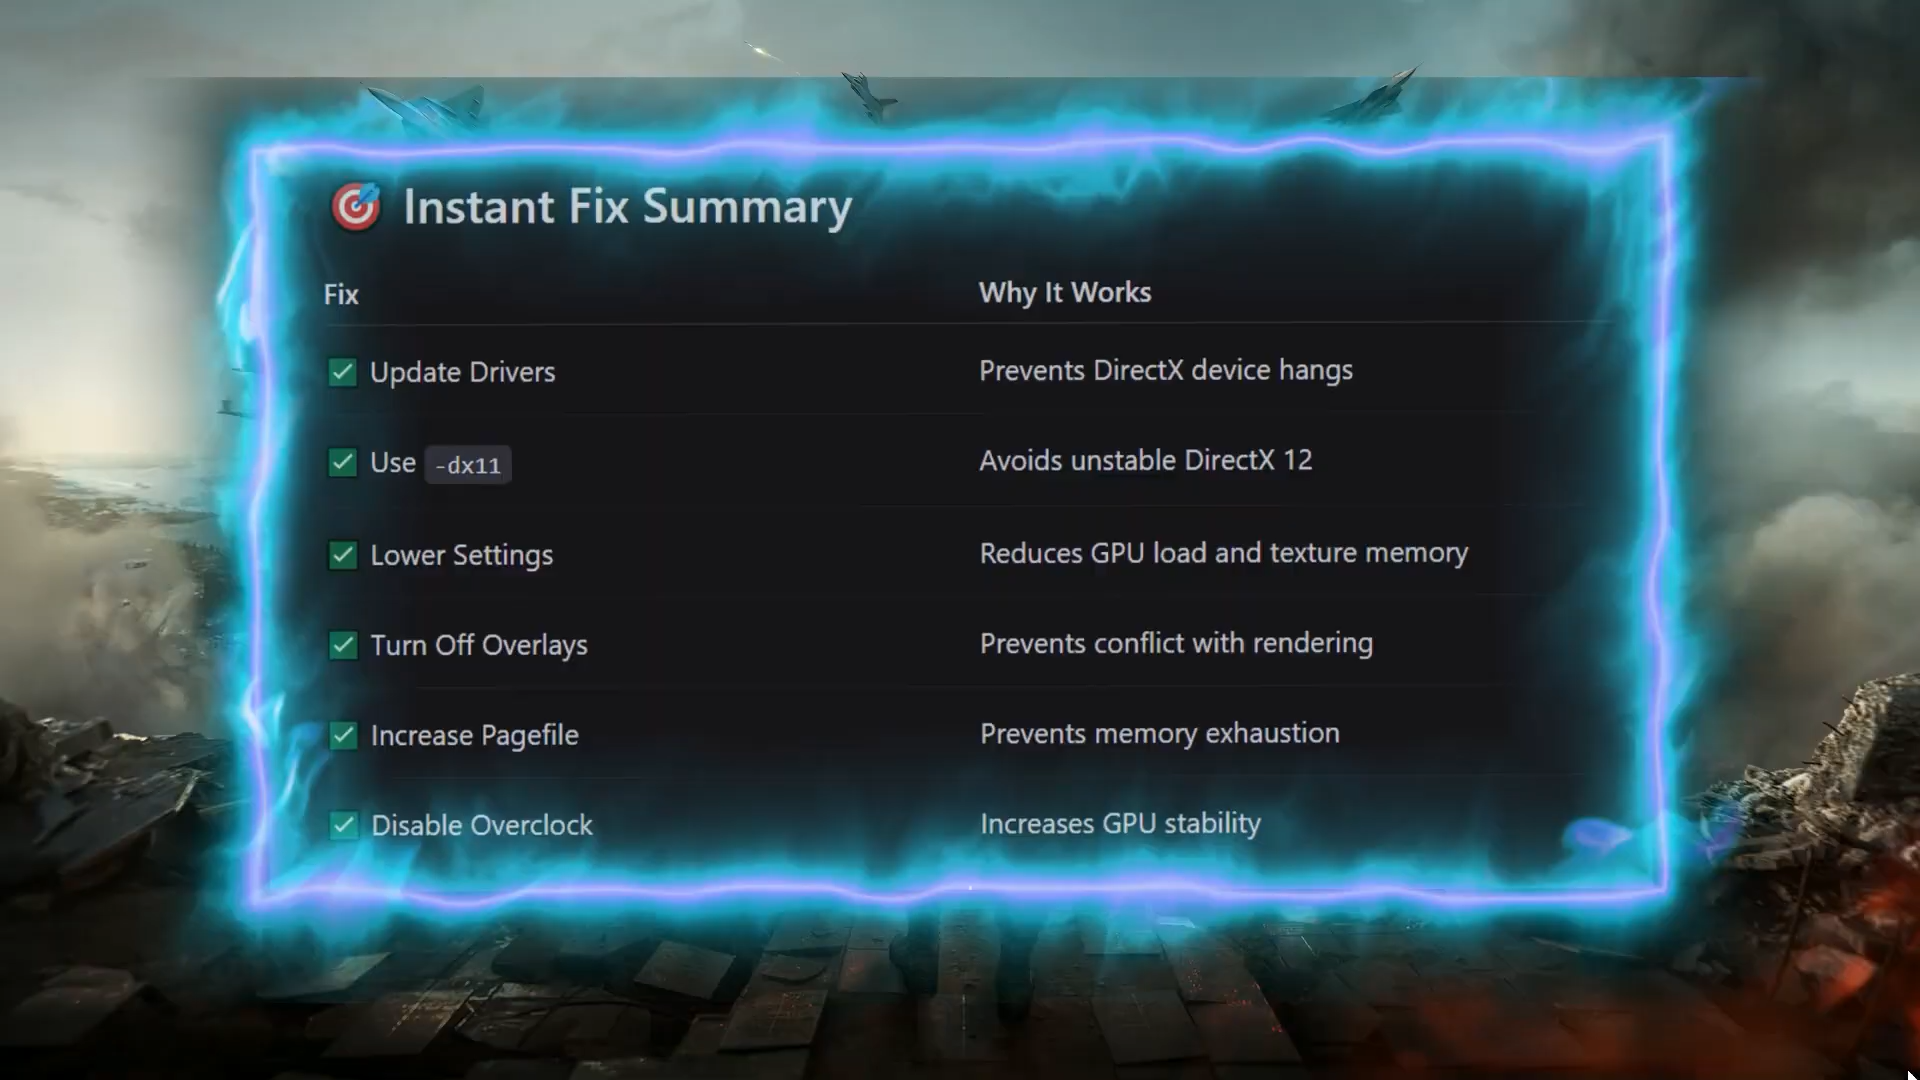 Instant Fix Summary
Fix Why It Works
Update Drivers Prevents DirectX device hangs
Use -dx11 Avoids unstable DirectX 12
Lower Settings Reduces GPU load and texture memory
Turn Off Overlays Prevents conflict with rendering
Increase Pagefile Prevents memory exhaustion
Disable Overclock Increases GPU stability